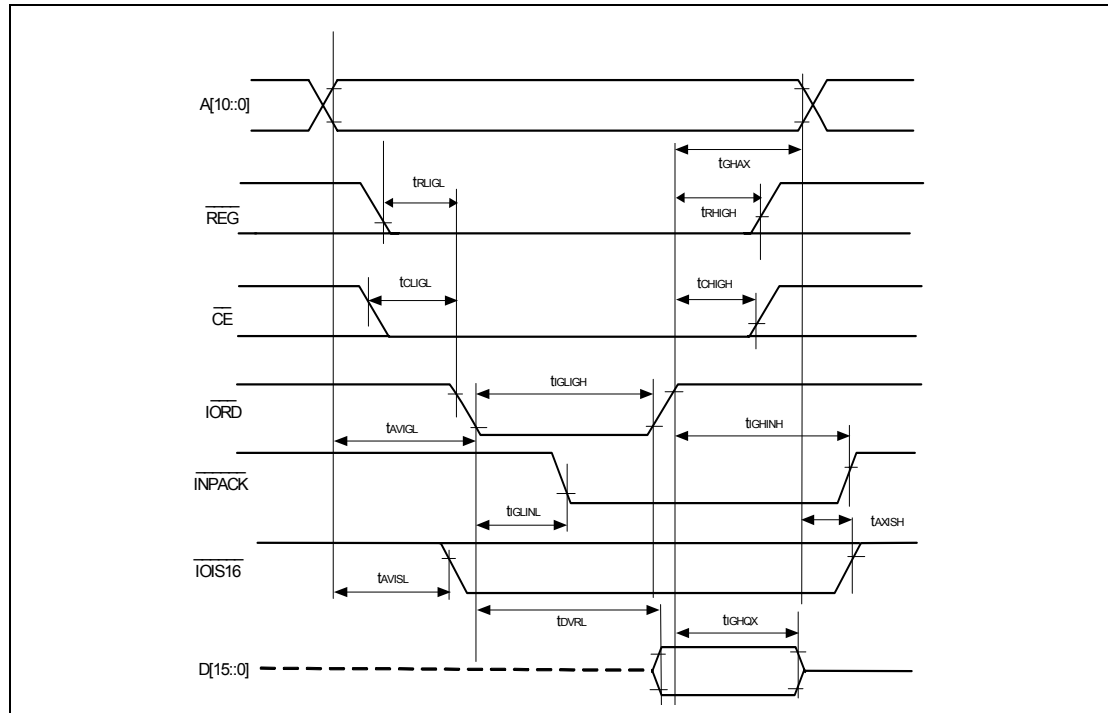 A[10::0]
tGHAX
tRLIGL
tRHIGH
REG
tCLIGL
tCHIGH
CE
tIGLIGH
IORD
tAVIGL
tIGHINH
INPACK
tIGLINL
tAXISH
IOIS16
tAVISL
tDVRL
tIGHQX
D[15::0]